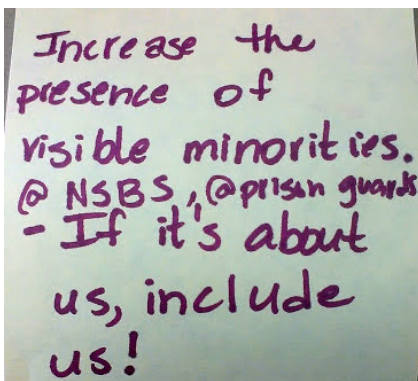 Increase the
presence of
visible minorities.
@ NSBS, @prison guards
- If it's about
us, include
us!